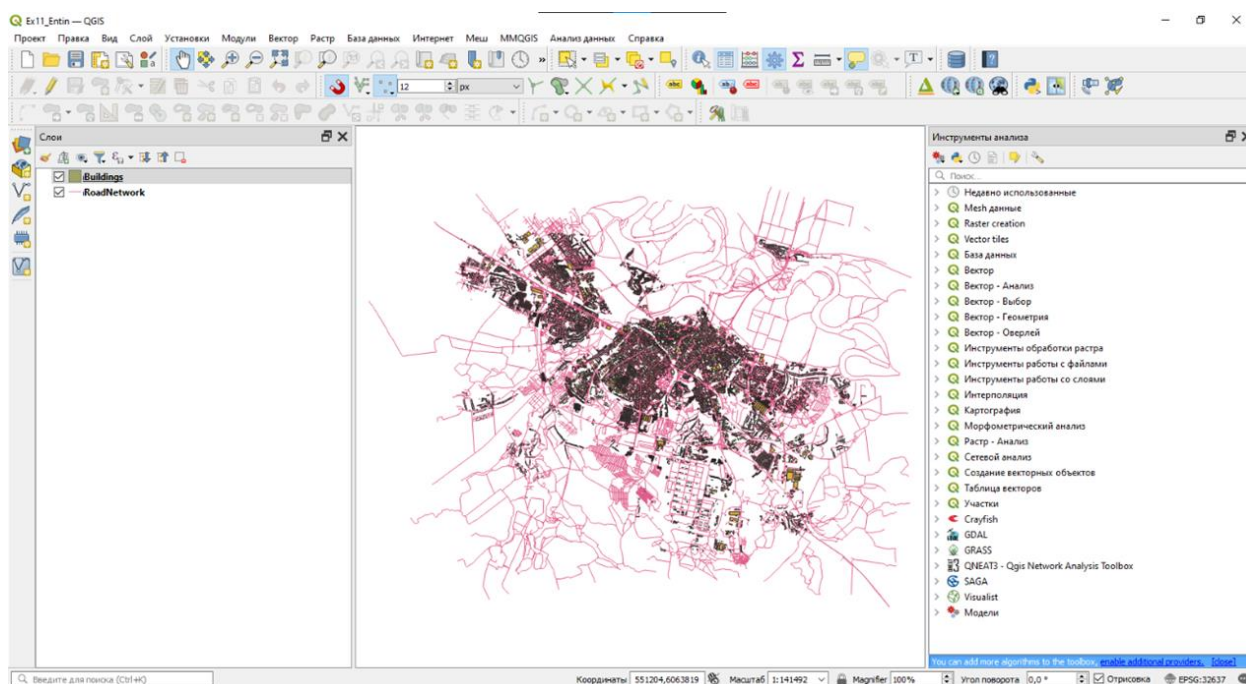 Ex11_Entin — QGIS
Проект Правка Вид Слой Установки Модули Вектор Растр База данных Интернет Меш MMQGIS Анализ данных Справка
12 px
Слои
Buildings
RoadNetwork
Инструменты анализа
Поиск...
Недавно использованные
Mesh данные
Raster creation
Vector tiles
База данных
Вектор
Вектор - Анализ
Вектор - Выбор
Вектор - Геометрия
Вектор - Оверлей
Инструменты обработки растра
Инструменты работы с файлами
Инструменты работы со слоями
Интерполяция
Картография
Морфометрический анализ
Растр - Анализ
Сетевой анализ
Создание векторных объектов
Таблица векторов
Участки
Crayfish
GDAL
GRASS
QNEAT3 - Qgis Network Analysis Toolbox
SAGA
Visualist
Модели
You can add more algorithms to the toolbox, enable additional providers. [close]
Введите для поиска (Ctrl+K) Координаты 551204,6063819 Масштаб 1:141492 Magnifier 100% Угол поворота 0,0 ° Отрисовка EPSG:32637